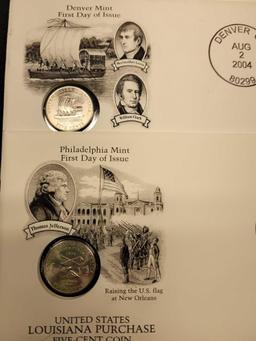 Denver Mint
First Day of Issue
DENVER
AUG
2
2004
80299
Meriwether Lewis
William Clark
Philadelphia Mint
First Day of Issue
Thomas Jefferson
Raising the U.S. flag
at New Orleans
UNITED STATES
LOUISIANA PURCHASE
FIVE-CENT COIN